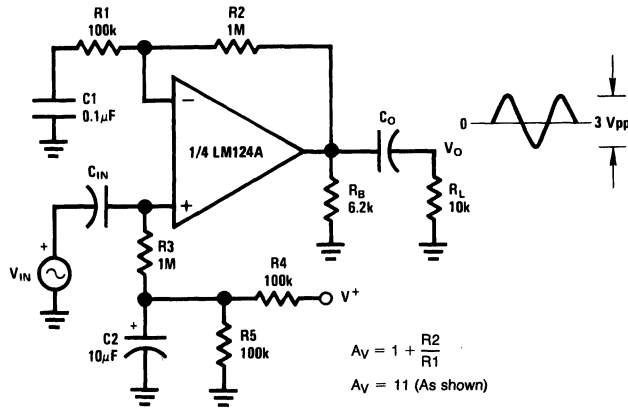 R1
100k
R2
1M
C1
0.1µF
−
+
1/4 LM124A
CO
VO
0
3 Vpp
CIN
RB
6.2k
RL
10k
+
VIN
R3
1M
R4
100k
V+
+
C2
10µF
R5
100k
AV = 1 + R2/R1
AV = 11 (As shown)